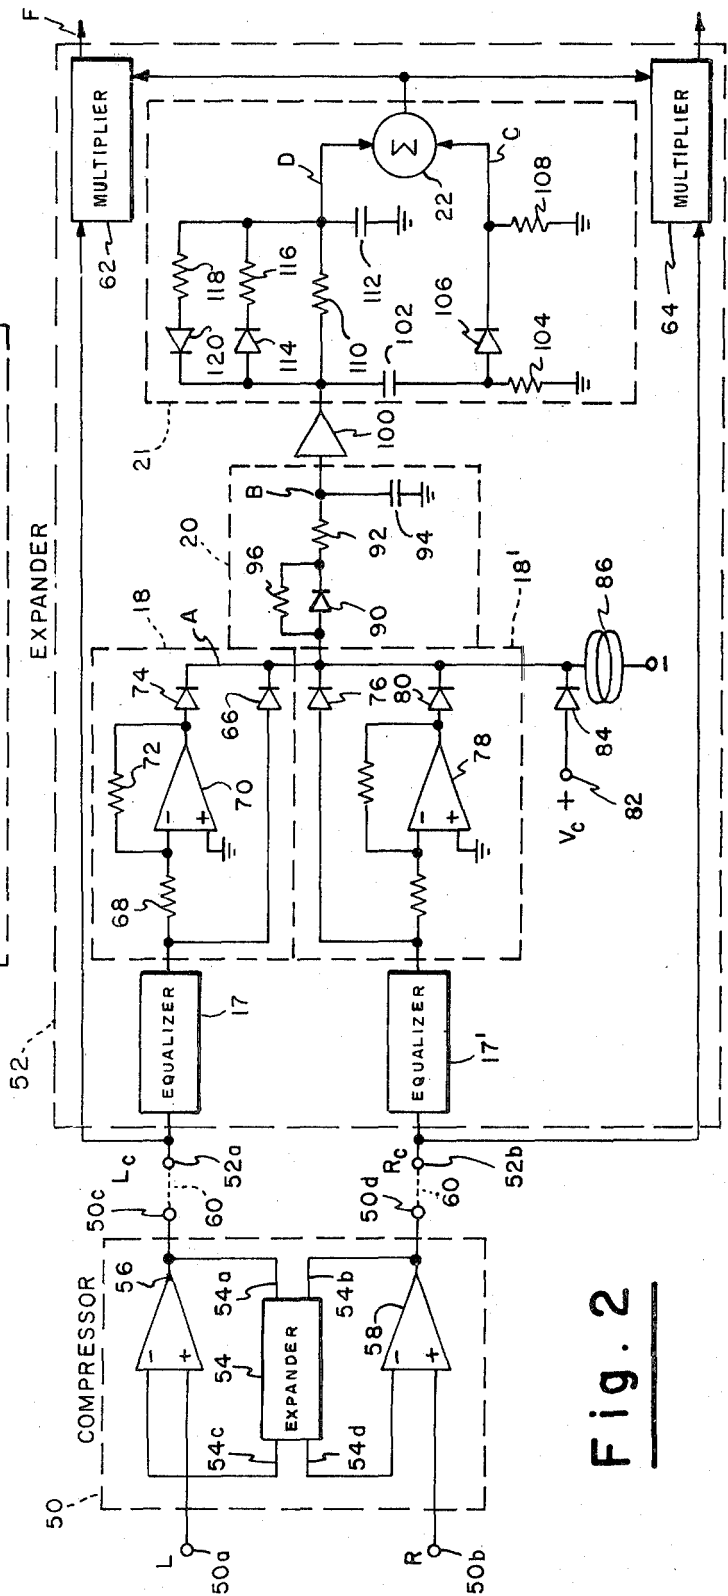 COMPRESSOR
50
L
50a
R
50b
56
-
+
54a
54
EXPANDER
54c
54b
54d
58
-
+
50c
LC
60
52a
50d
RC
60
52b
52
EXPANDER
EQUALIZER
17
EQUALIZER
17'
18
68
72
-
+
70
74
A
66
76
80
-
+
78
18'
VC +
82
84
86
-
20
96
90
92
B
94
100
21
120
118
114
116
110
112
102
D
Σ
22
C
106
104
108
MULTIPLIER
62
F
MULTIPLIER
64
Fig. 2